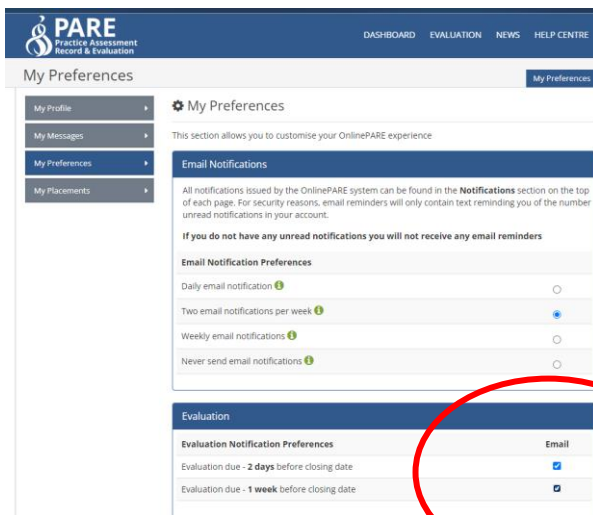 PARE
Practice Assessment
Record & Evaluation
DASHBOARD EVALUATION NEWS HELP CENTRE
My Preferences
My Preferences
My Profile
My Messages
My Preferences
My Placements
My Preferences
This section allows you to customise your OnlinePARE experience
Email Notifications
All notifications issued by the OnlinePARE system can be found in the Notifications section on the top
of each page. For security reasons, email reminders will only contain text reminding you of the number
unread notifications in your account.
If you do not have any unread notifications you will not receive any email reminders
Email Notification Preferences
Daily email notification
Two email notifications per week
Weekly email notifications
Never send email notifications
Evaluation
Evaluation Notification Preferences Email
Evaluation due - 2 days before closing date
Evaluation due - 1 week before closing date